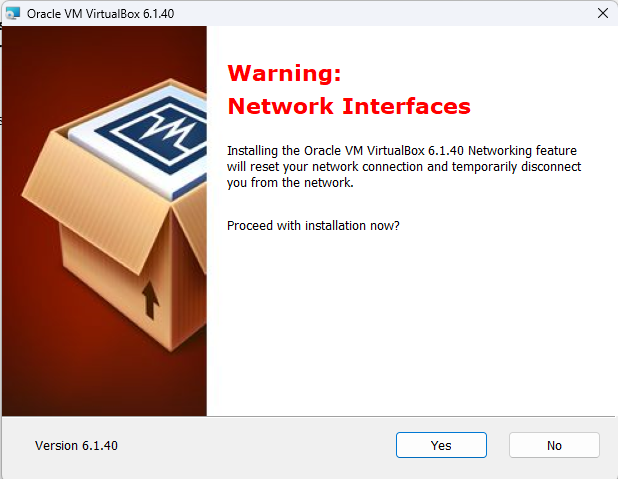 Oracle VM VirtualBox 6.1.40
Warning:
Network Interfaces
Installing the Oracle VM VirtualBox 6.1.40 Networking feature
will reset your network connection and temporarily disconnect
you from the network.
Proceed with installation now?
Version 6.1.40
Yes
No